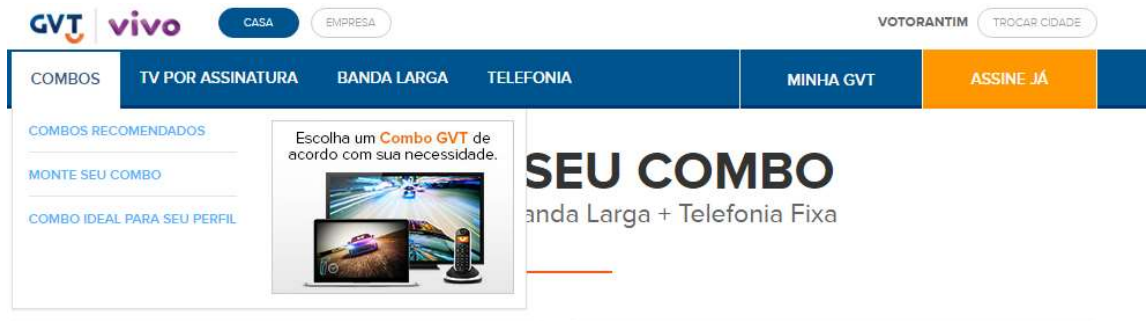 GVT vivo CASA EMPRESA VOTORANTIM TROCAR CIDADE
COMBOS TV POR ASSINATURA BANDA LARGA TELEFONIA MINHA GVT ASSINE JÁ
COMBOS RECOMENDADOS
MONTE SEU COMBO
COMBO IDEAL PARA SEU PERFIL
Escolha um Combo GVT de
acordo com sua necessidade.
SEU COMBO
anda Larga + Telefonia Fixa